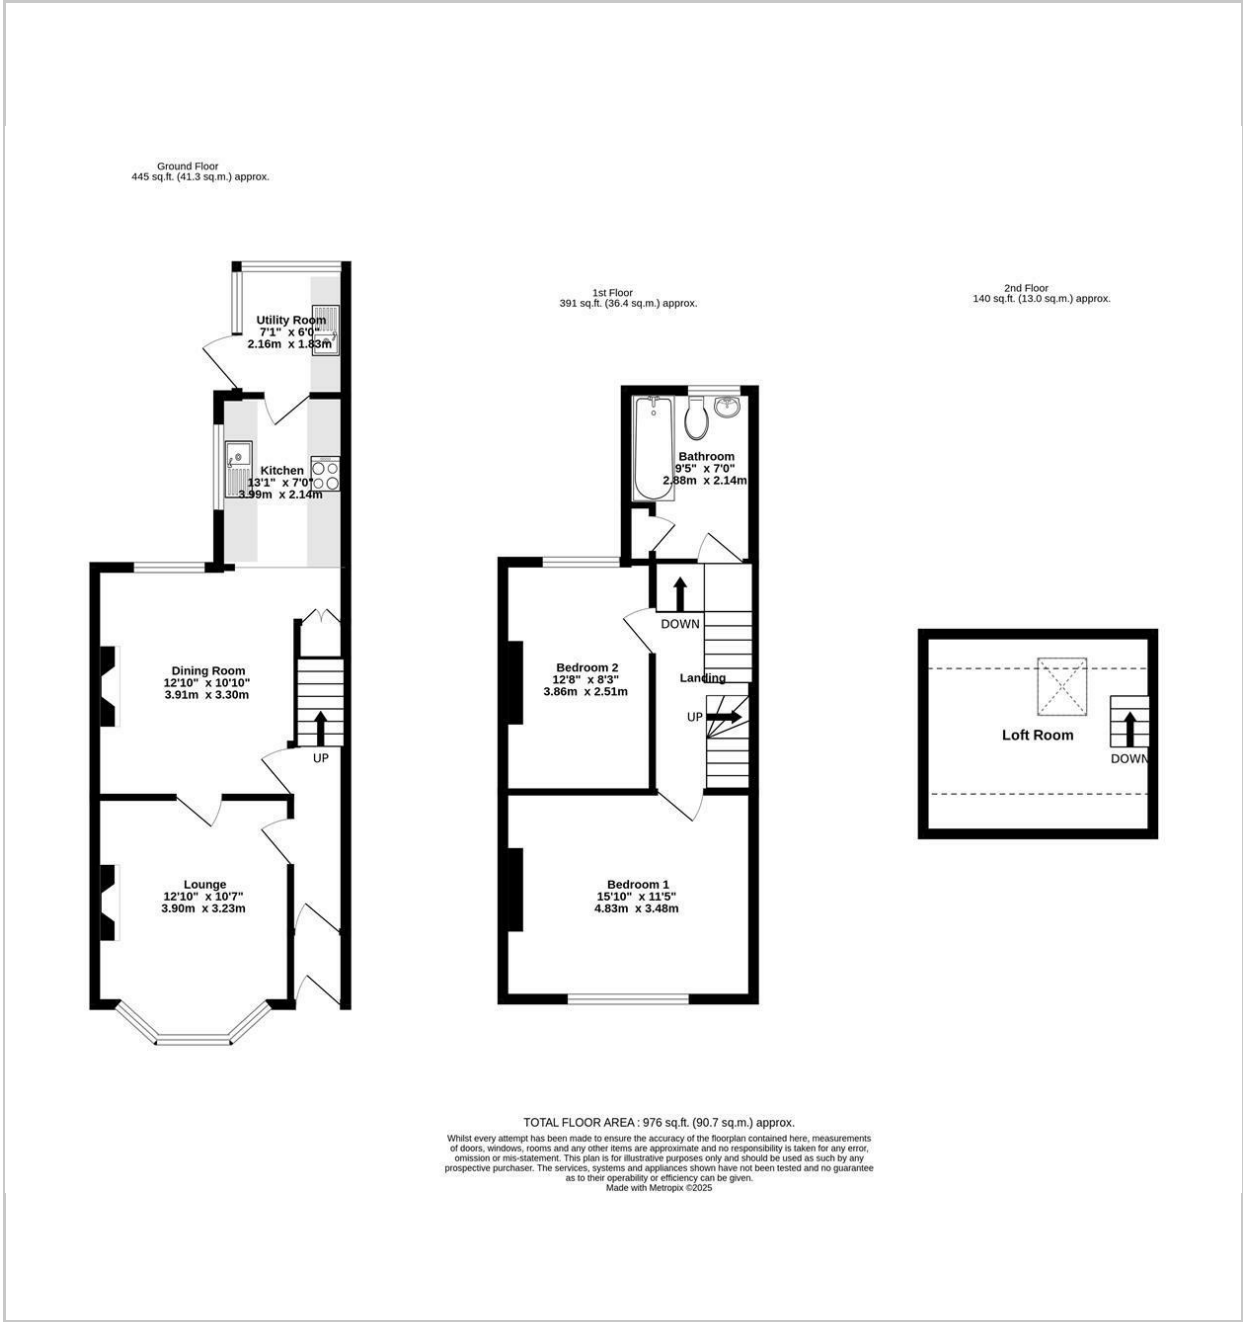 Ground Floor
445 sq.ft. (41.3 sq.m.) approx.
Utility Room
7'1" x 6'0"
2.16m x 1.83m
Kitchen
13'1" x 7'0"
3.99m x 2.14m
Dining Room
12'10" x 10'10"
3.91m x 3.30m
UP
Lounge
12'10" x 10'7"
3.90m x 3.23m
1st Floor
391 sq.ft. (36.4 sq.m.) approx.
Bathroom
9'5" x 7'0"
2.88m x 2.14m
DOWN
Bedroom 2
12'8" x 8'3"
3.86m x 2.51m
Landing
UP
Bedroom 1
15'10" x 11'5"
4.83m x 3.48m
2nd Floor
140 sq.ft. (13.0 sq.m.) approx.
Loft Room
DOWN
TOTAL FLOOR AREA : 976 sq.ft. (90.7 sq.m.) approx.
Whilst every attempt has been made to ensure the accuracy of the floorplan contained here, measurements
of doors, windows, rooms and any other items are approximate and no responsibility is taken for any error,
omission or mis-statement. This plan is for illustrative purposes only and should be used as such by any
prospective purchaser. The services, systems and appliances shown have not been tested and no guarantee
as to their operability or efficiency can be given.
Made with Metropix ©2025